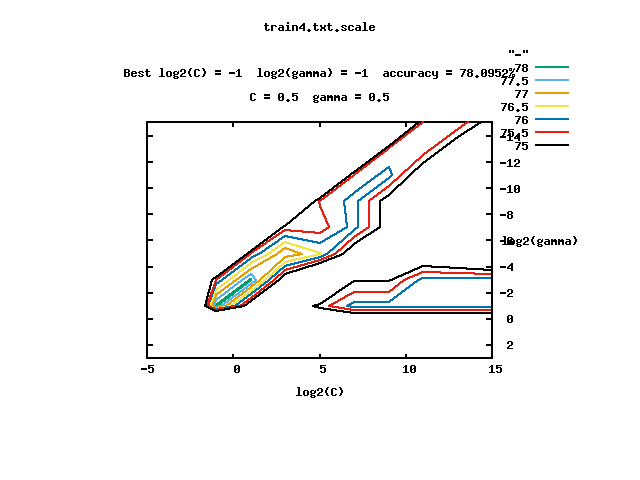 train4.txt.scale
"-"
Best log2(C) = -1  log2(gamma) = -1  accuracy = 78.0952%
78
77.5
77
C = 0.5  gamma = 0.5
76.5
76
75.5
75
-14
-12
-10
-8
-6
log2(gamma)
-4
-2
0
2
-5 0 5 10 15
log2(C)